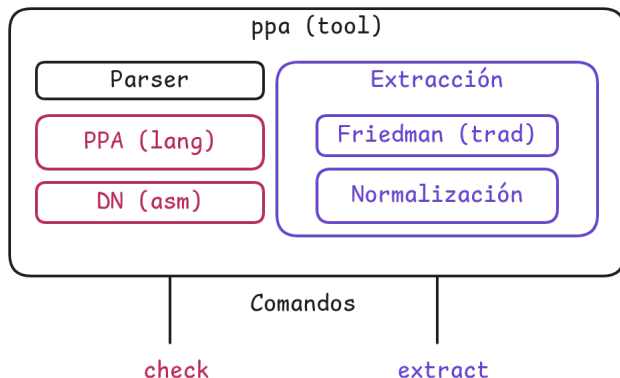 ppa (tool)
Parser
PPA (lang)
DN (asm)
Extracción
Friedman (trad)
Normalización
Comandos
check
extract